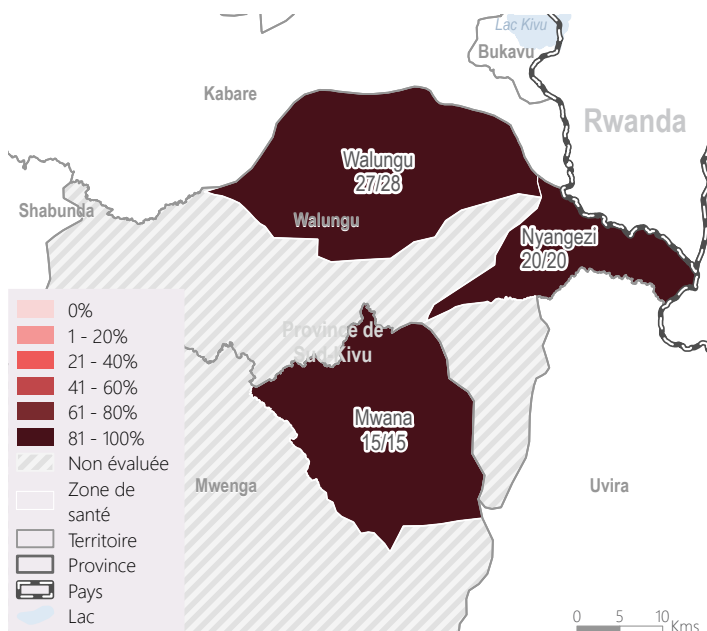 Lac Kivu
Bukavu
Kabare
Rwanda
Walungu
27/28
Shabunda
Walungu
Nyangezi
20/20
Province de
Sud-Kivu
Mwana
15/15
Mwenga
Uvira
0%
1 - 20%
21 - 40%
41 - 60%
61 - 80%
81 - 100%
Non évaluée
Zone de
santé
Territoire
Province
Pays
Lac
0 5 10
Kms